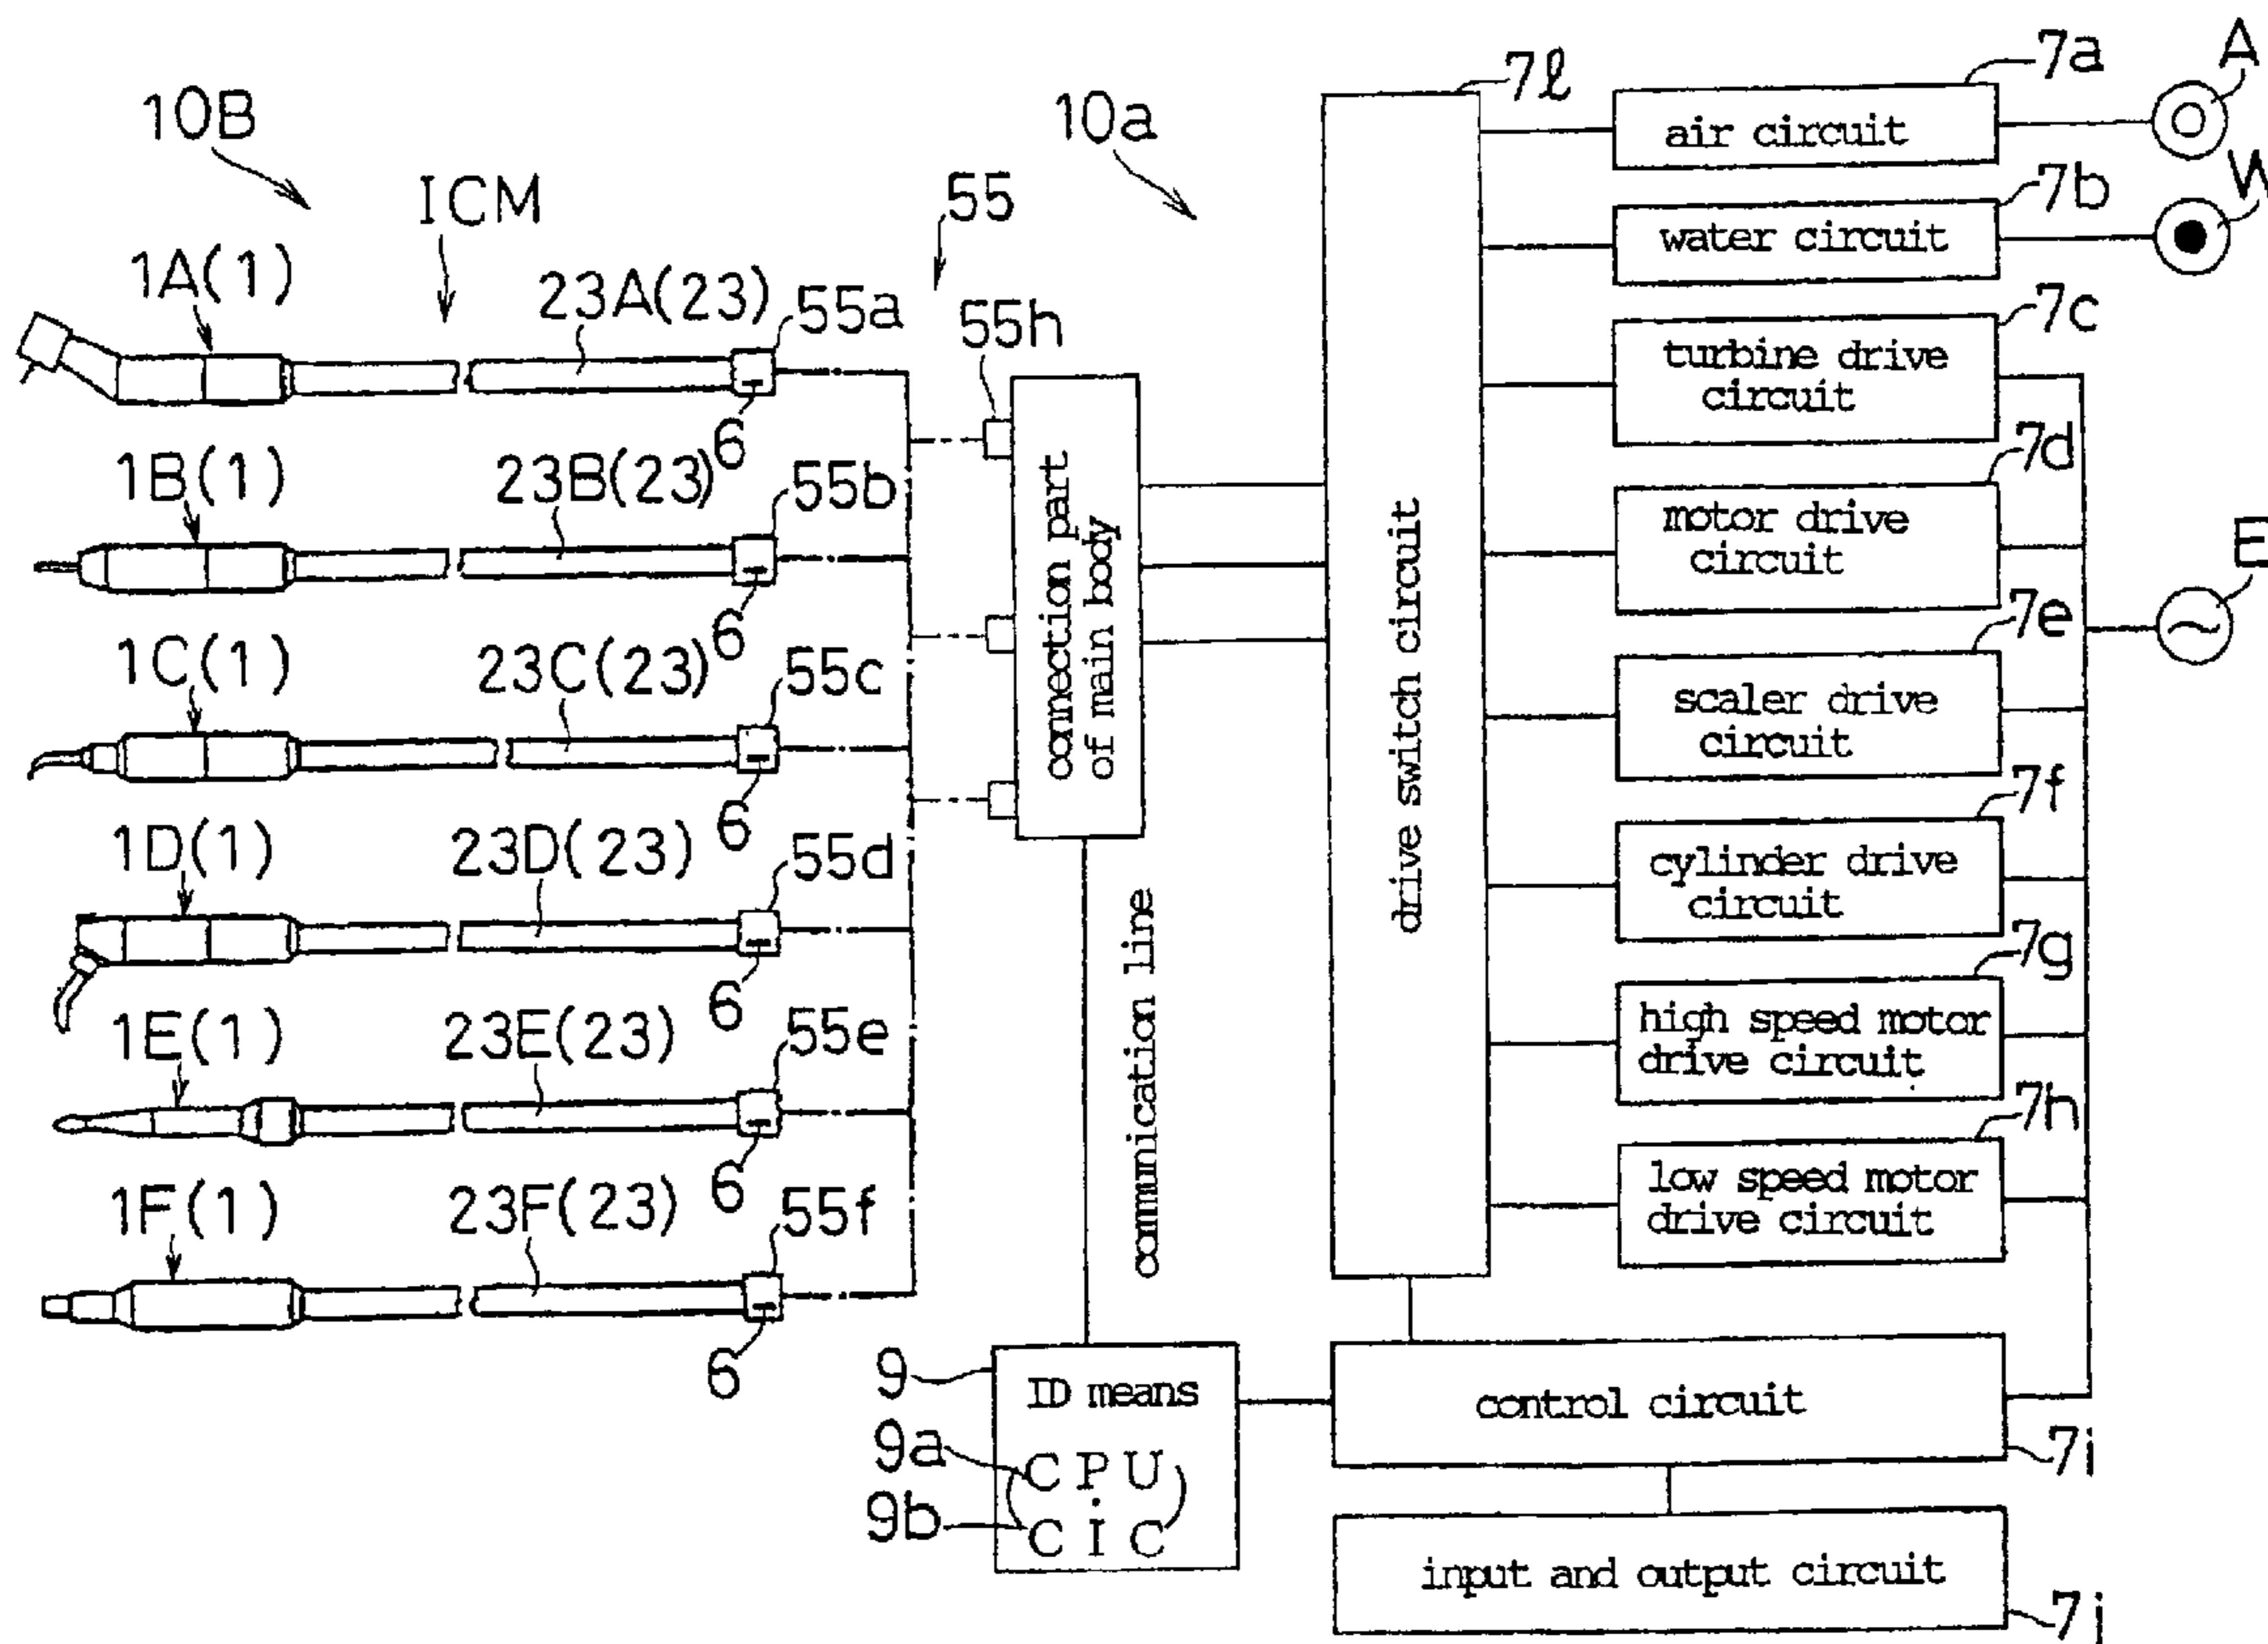 10B
ICM
1A(1)
23A(23)
55a
6
1B(1)
23B(23)
55b
6
1C(1)
23C(23)
55c
6
1D(1)
23D(23)
55d
6
1E(1)
23E(23)
55e
6
1F(1)
23F(23)
55f
6
55
55h
10a
connection part
of main body
communication line
drive switch circuit
7ℓ
air circuit
7a
A
water circuit
7b
W
turbine drive
circuit
7c
motor drive
circuit
7d
E
scaler drive
circuit
7e
cylinder drive
circuit
7f
high speed motor
drive circuit
7g
low speed motor
drive circuit
7h
9
ID means
9a
CPU
9b
CIC
control circuit
7i
input and output circuit
7j